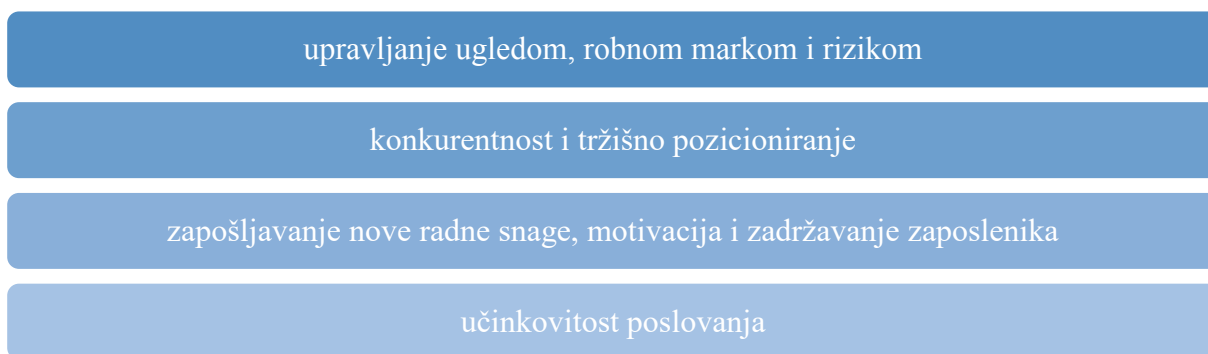 upravljanje ugledom, robnom markom i rizikom
konkurentnost i tržišno pozicioniranje
zapošljavanje nove radne snage, motivacija i zadržavanje zaposlenika
učinkovitost poslovanja